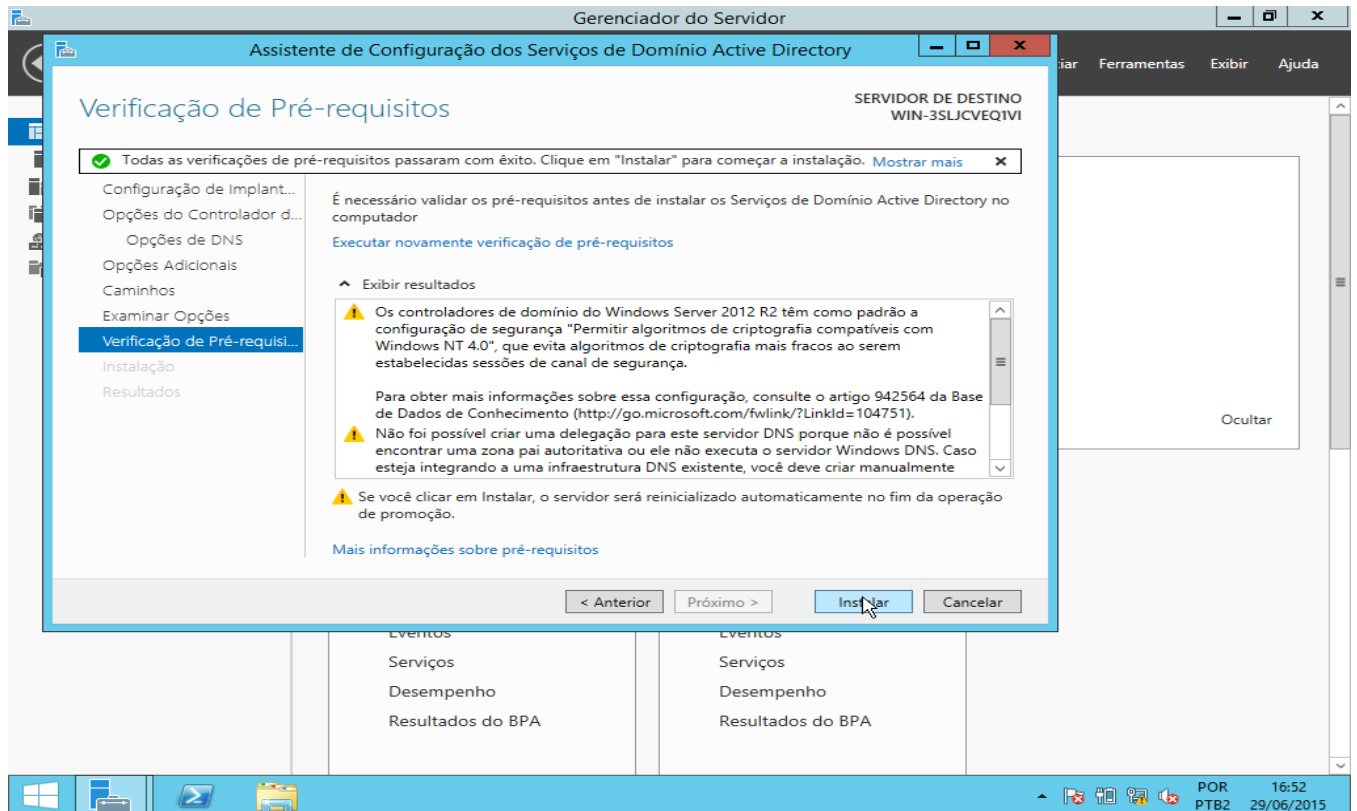 Gerenciador do Servidor
Assistente de Configuração dos Serviços de Domínio Active Directory
iar Ferramentas Exibir Ajuda
Verificação de Pré-requisitos
SERVIDOR DE DESTINO
WIN-3SLJCVEQ1VI
Todas as verificações de pré-requisitos passaram com êxito. Clique em "Instalar" para começar a instalação. Mostrar mais
Configuração de Implant...
Opções do Controlador d...
Opções de DNS
Opções Adicionais
Caminhos
Examinar Opções
Verificação de Pré-requisi...
Instalação
Resultados
É necessário validar os pré-requisitos antes de instalar os Serviços de Domínio Active Directory no
computador
Executar novamente verificação de pré-requisitos
Exibir resultados
Os controladores de domínio do Windows Server 2012 R2 têm como padrão a
configuração de segurança "Permitir algoritmos de criptografia compatíveis com
Windows NT 4.0", que evita algoritmos de criptografia mais fracos ao serem
estabelecidas sessões de canal de segurança.
Para obter mais informações sobre essa configuração, consulte o artigo 942564 da Base
de Dados de Conhecimento (http://go.microsoft.com/fwlink/?LinkId=104751).
Não foi possível criar uma delegação para este servidor DNS porque não é possível
encontrar uma zona pai autoritativa ou ele não executa o servidor Windows DNS. Caso
esteja integrando a uma infraestrutura DNS existente, você deve criar manualmente
Se você clicar em Instalar, o servidor será reinicializado automaticamente no fim da operação
de promoção.
Mais informações sobre pré-requisitos
< Anterior Próximo > Instalar Cancelar
Ocultar
Eventos
Serviços
Desempenho
Resultados do BPA
Eventos
Serviços
Desempenho
Resultados do BPA
POR
PTB2
16:52
29/06/2015